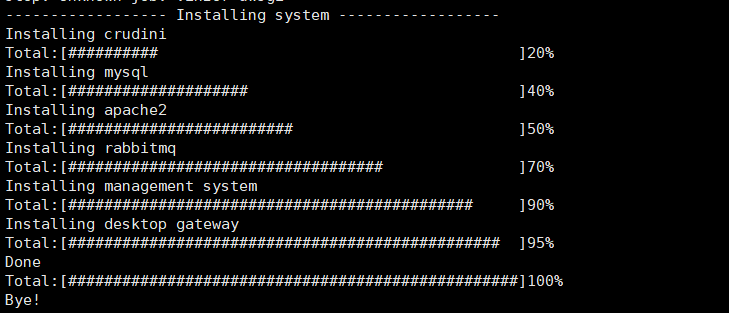 ------------------ Installing system ------------------
Installing crudini
Total:[##########                                        ]20%
Installing mysql
Total:[####################                              ]40%
Installing apache2
Total:[#########################                         ]50%
Installing rabbitmq
Total:[###################################               ]70%
Installing management system
Total:[#############################################     ]90%
Installing desktop gateway
Total:[################################################  ]95%
Done
Total:[##################################################]100%
Bye!